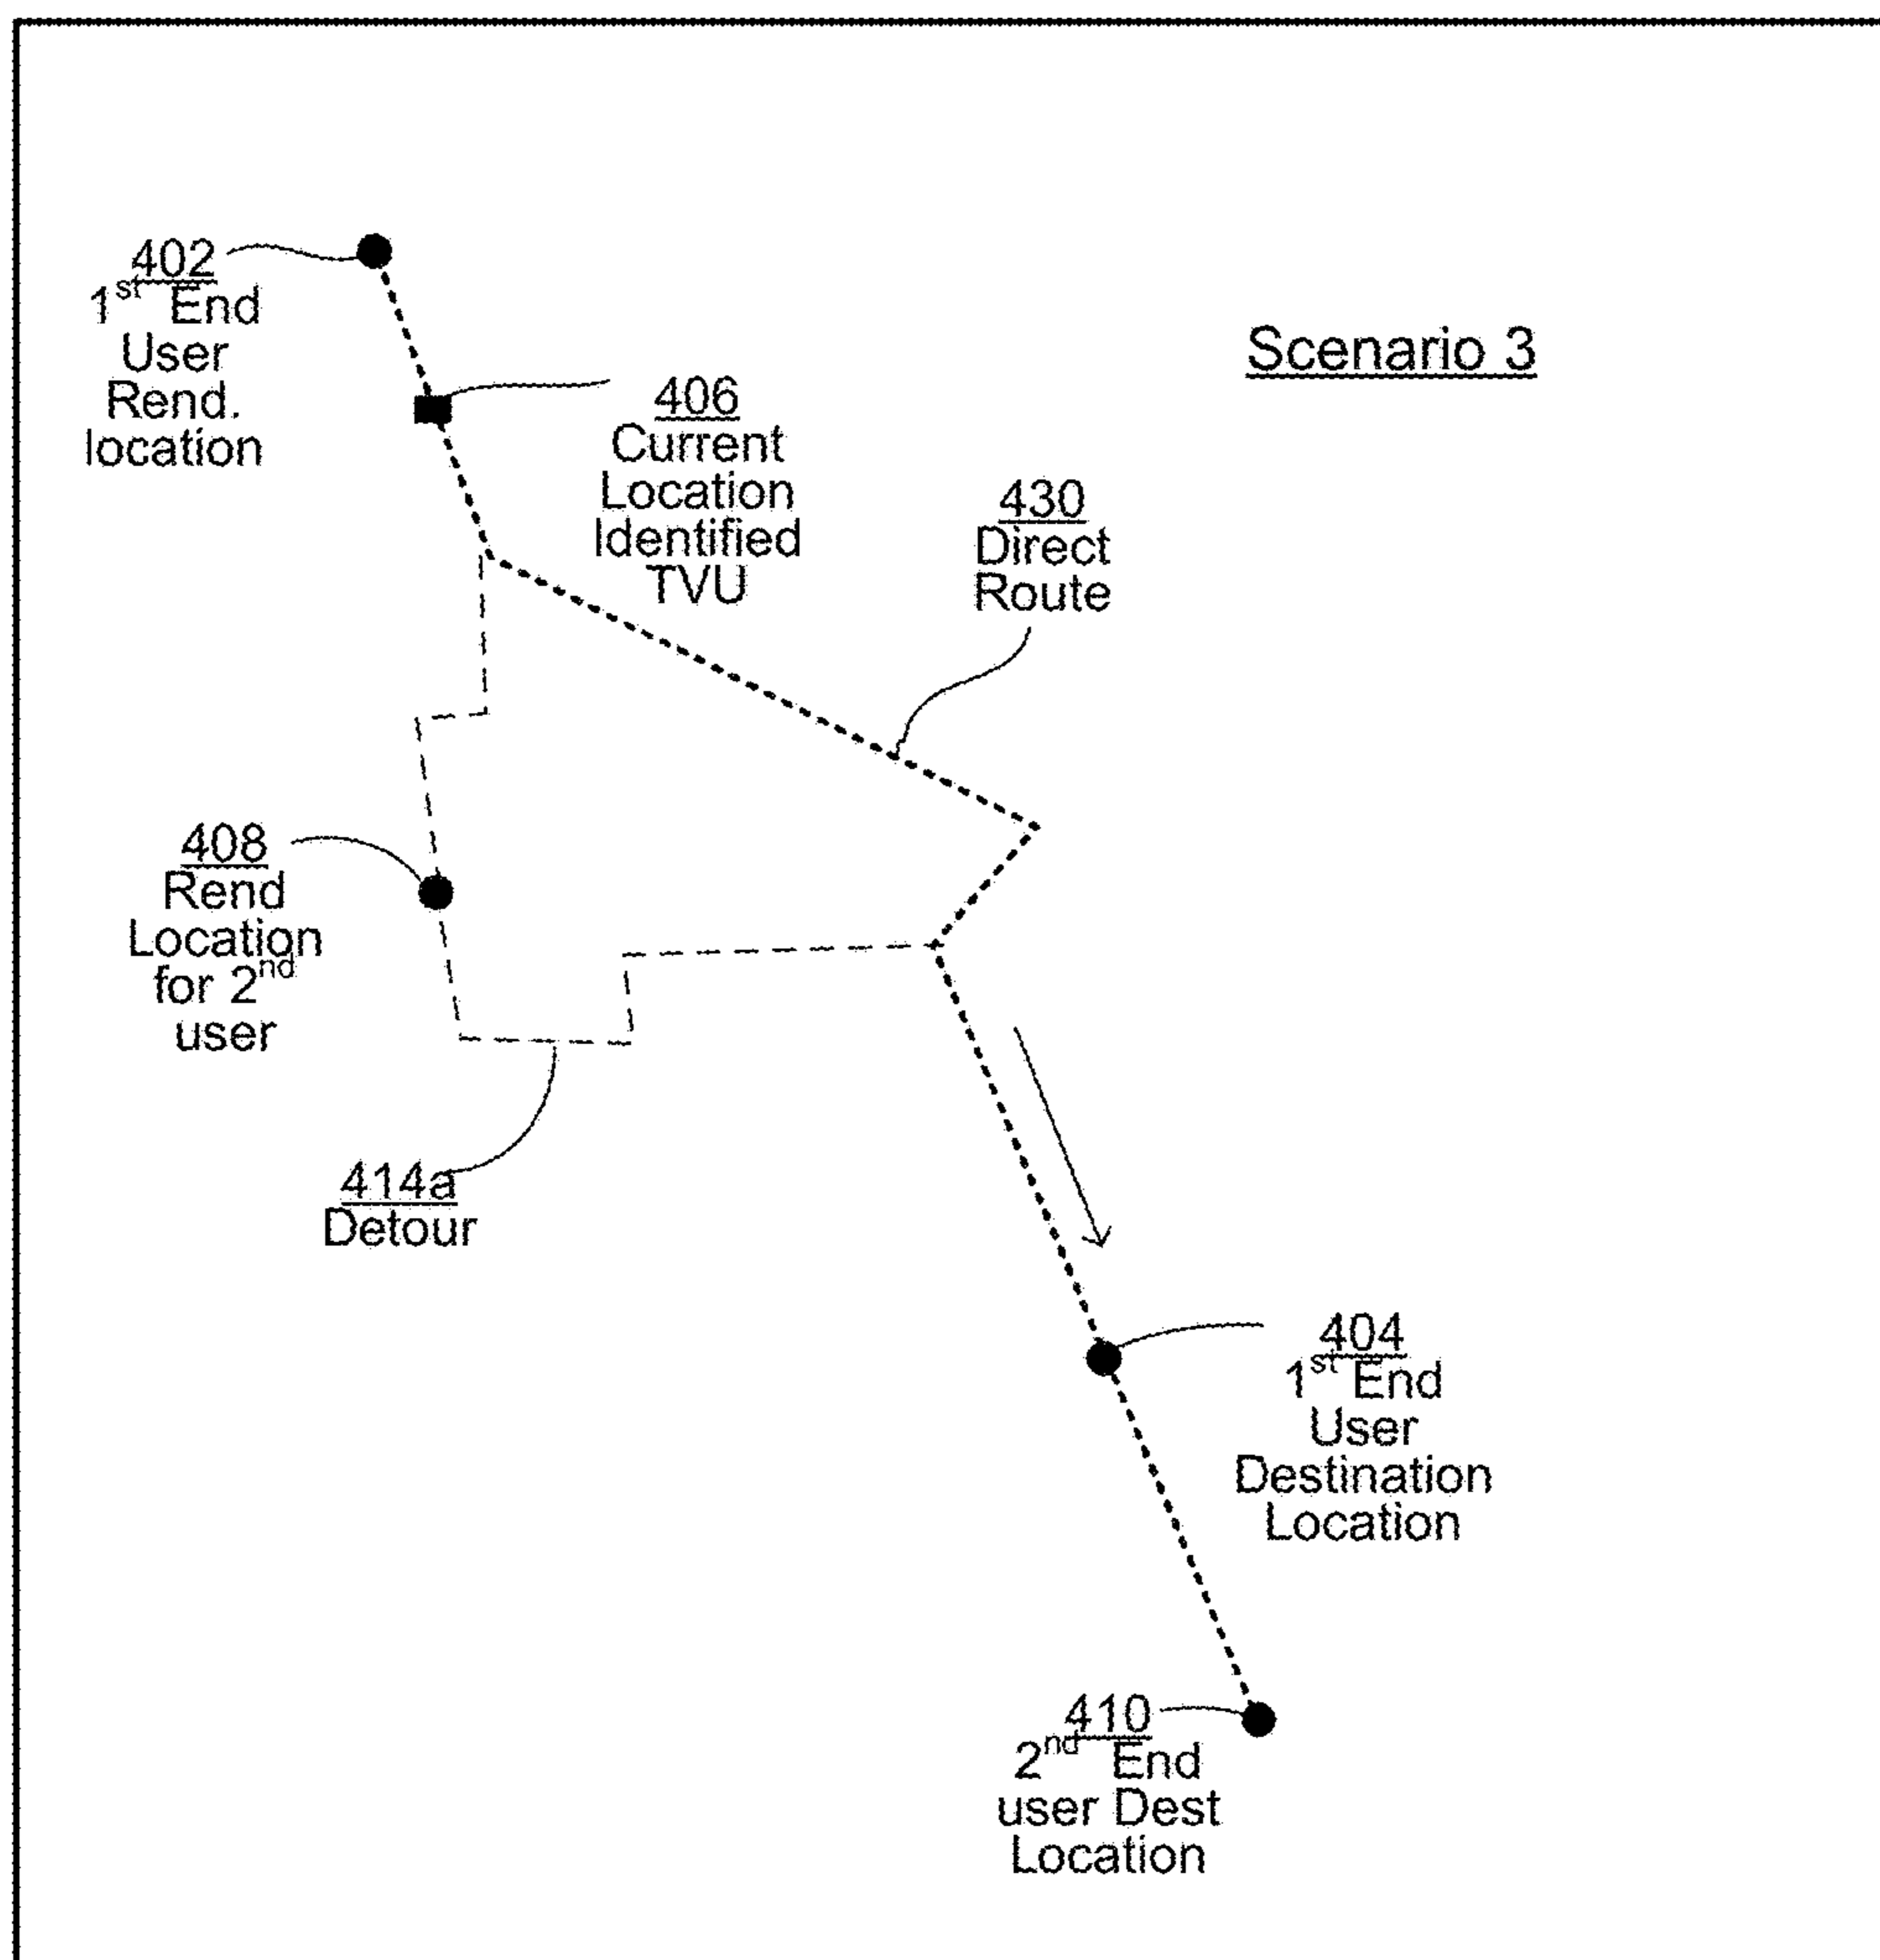 402
1st End
User
Rend.
location
Scenario 3
406
Current
Location
Identified
TVU
430
Direct
Route
408
Rend
Location
for 2nd
user
414a
Detour
404
1st End
User
Destination
Location
410
2nd End
user Dest
Location